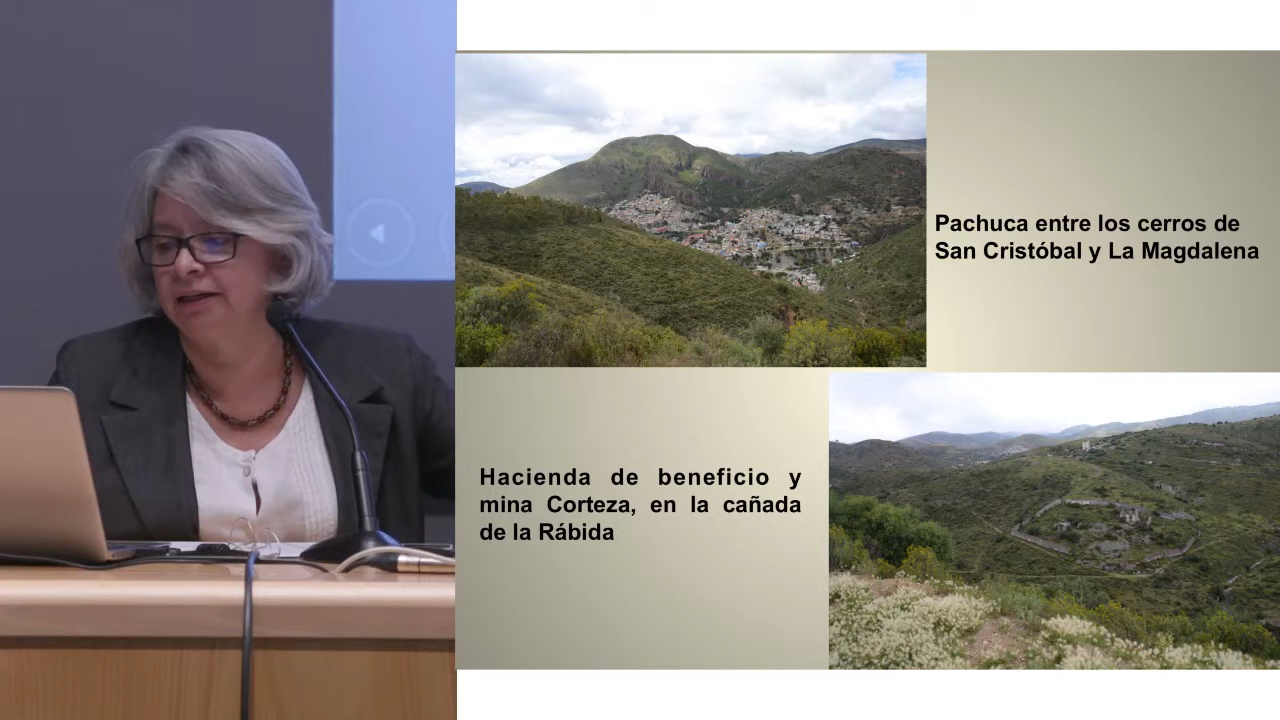 Pachuca entre los cerros de
San Cristóbal y La Magdalena
Hacienda de beneficio y
mina Corteza, en la cañada
de la Rábida